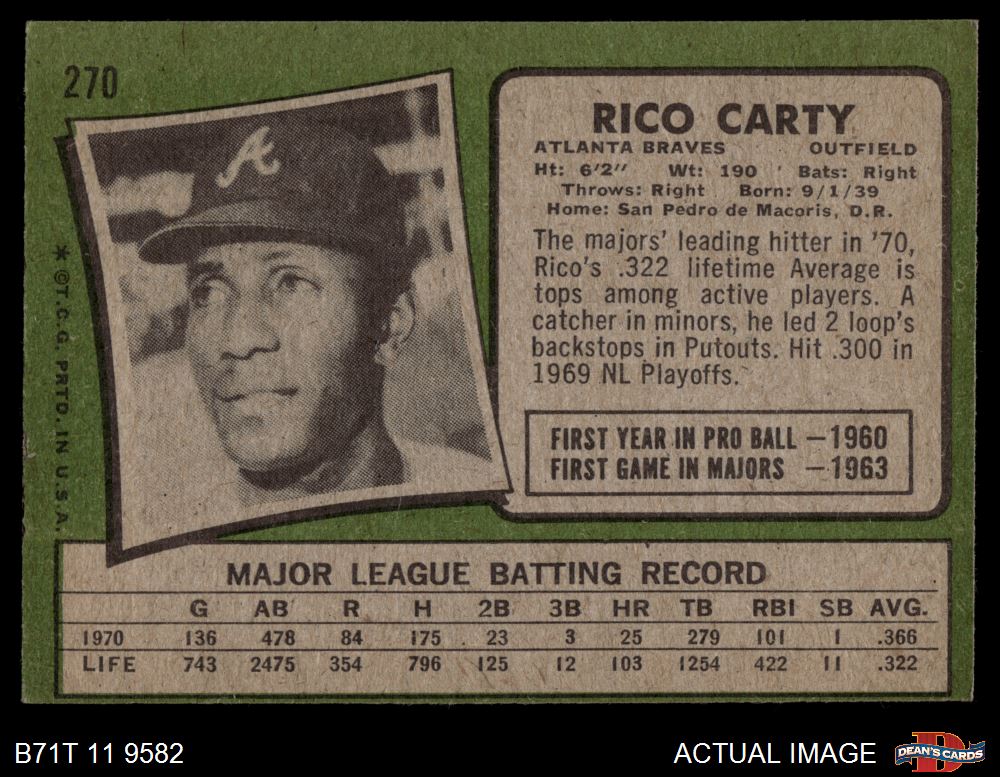 270
A
* ©T.C.G. PRTD. IN U.S.A.
RICO CARTY
ATLANTA BRAVES OUTFIELD
Ht: 6'2" Wt: 190 Bats: Right
Throws: Right Born: 9/1/39
Home: San Pedro de Macoris, D.R.
The majors' leading hitter in '70,
Rico's .322 lifetime Average is
tops among active players. A
catcher in minors, he led 2 loop's
backstops in Putouts. Hit .300 in
1969 NL Playoffs.
FIRST YEAR IN PRO BALL — 1960
FIRST GAME IN MAJORS — 1963
MAJOR LEAGUE BATTING RECORD
G AB R H 2B 3B HR TB RBI SB AVG.
1970 136 478 84 175 23 3 25 279 101 1 .366
LIFE 743 2475 354 796 125 12 103 1254 422 11 .322
B71T 11 9582
ACTUAL IMAGE
D
DEAN'S CARDS